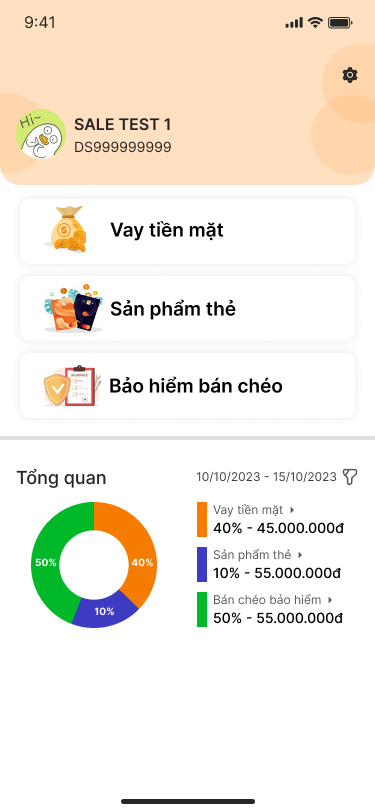 9:41
Hi~
SALE TEST 1
DS999999999
Vay tiền mặt
Sản phẩm thẻ
Bảo hiểm bán chéo
Tổng quan
10/10/2023 - 15/10/2023
Vay tiền mặt
40% - 45.000.000đ
Sản phẩm thẻ
10% - 55.000.000đ
Bán chéo bảo hiểm
50% - 55.000.000đ
50%
40%
10%